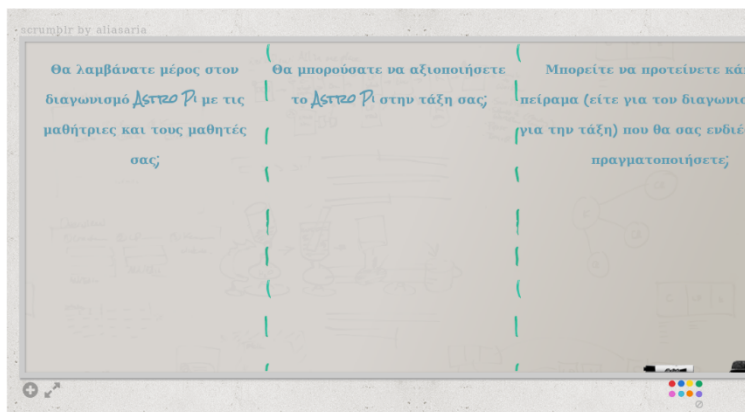 scrumblr by aliasaria
Θα λαμβάνατε μέρος στον
διαγωνισμό Astro Pi με τις
μαθήτριες και τους μαθητές
σας;
Θα μπορούσατε να αξιοποιήσετε
το Astro Pi στην τάξη σας;
Μπορείτε να προτείνετε
πείραμα (είτε για τον
για την τάξη) που θα σας
πραγματοποιήσετε;